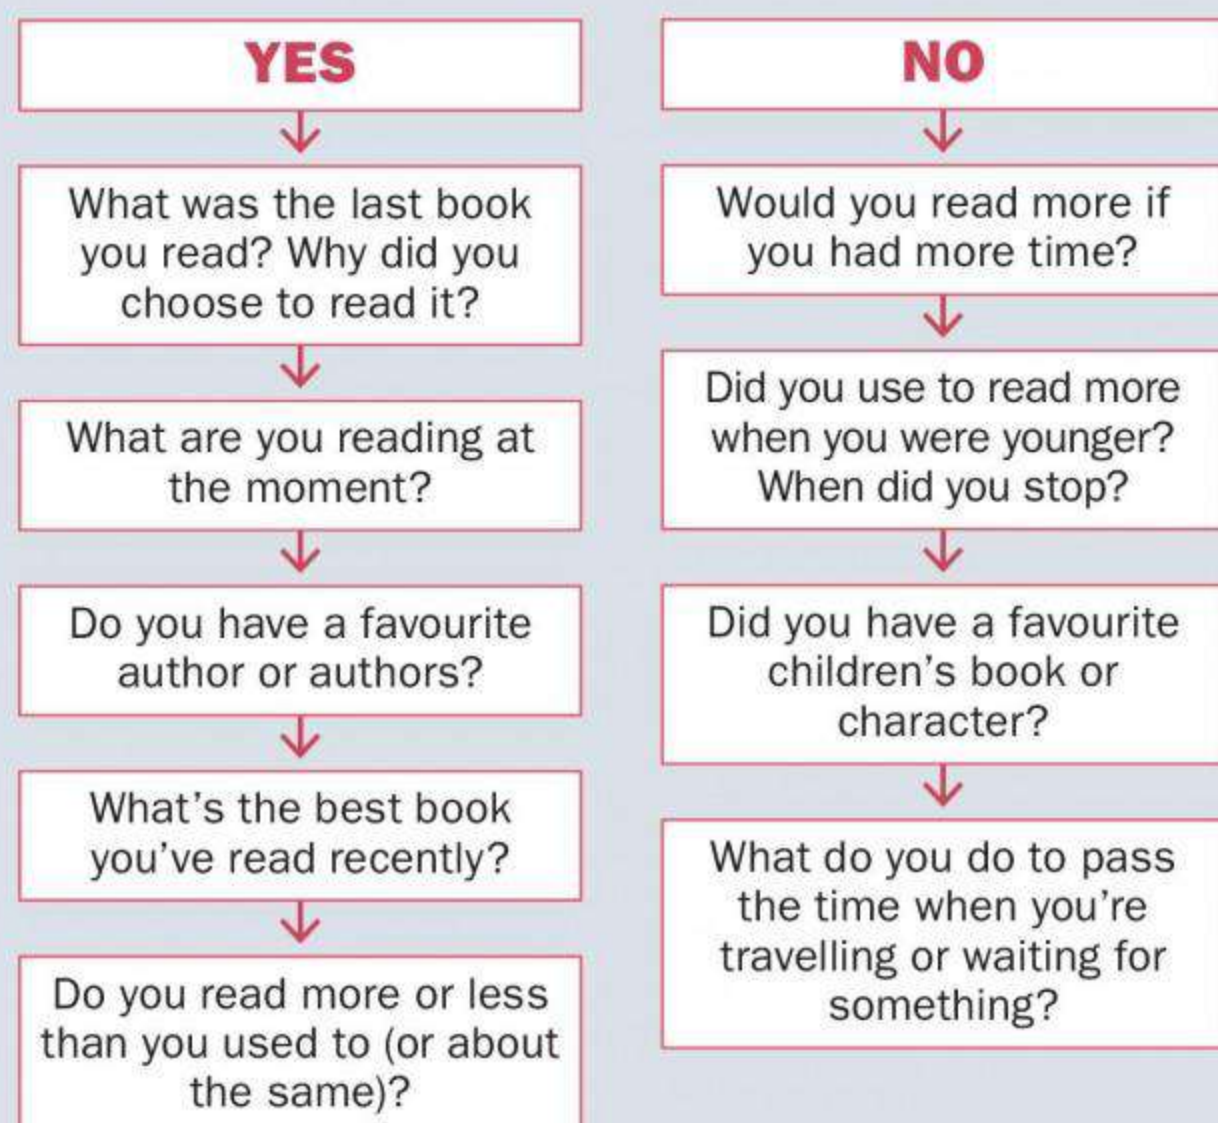 YES
What was the last book
you read? Why did you
choose to read it?
What are you reading at
the moment?
Do you have a favourite
author or authors?
What's the best book
you've read recently?
Do you read more or less
than you used to (or about
the same)?
NO
Would you read more if
you had more time?
Did you use to read more
when you were younger?
When did you stop?
Did you have a favourite
children's book or
character?
What do you do to pass
the time when you're
travelling or waiting for
something?